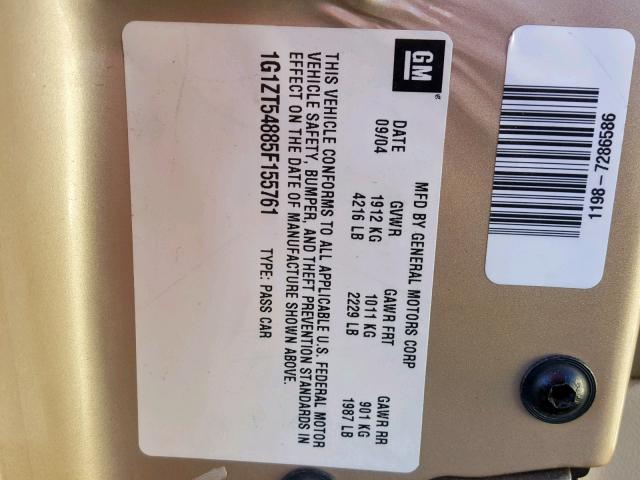 GM
MFD BY GENERAL MOTORS CORP
DATE GVWR GAWR FRT GAWR RR
09/04 1912 KG 1011 KG 901 KG
4216 LB 2229 LB 1987 LB
THIS VEHICLE CONFORMS TO ALL APPLICABLE U.S. FEDERAL MOTOR
VEHICLE SAFETY, BUMPER, AND THEFT PREVENTION STANDARDS IN
EFFECT ON THE DATE OF MANUFACTURE SHOWN ABOVE.
1G1ZT54885F155761 TYPE: PASS CAR
1198 - 7286586